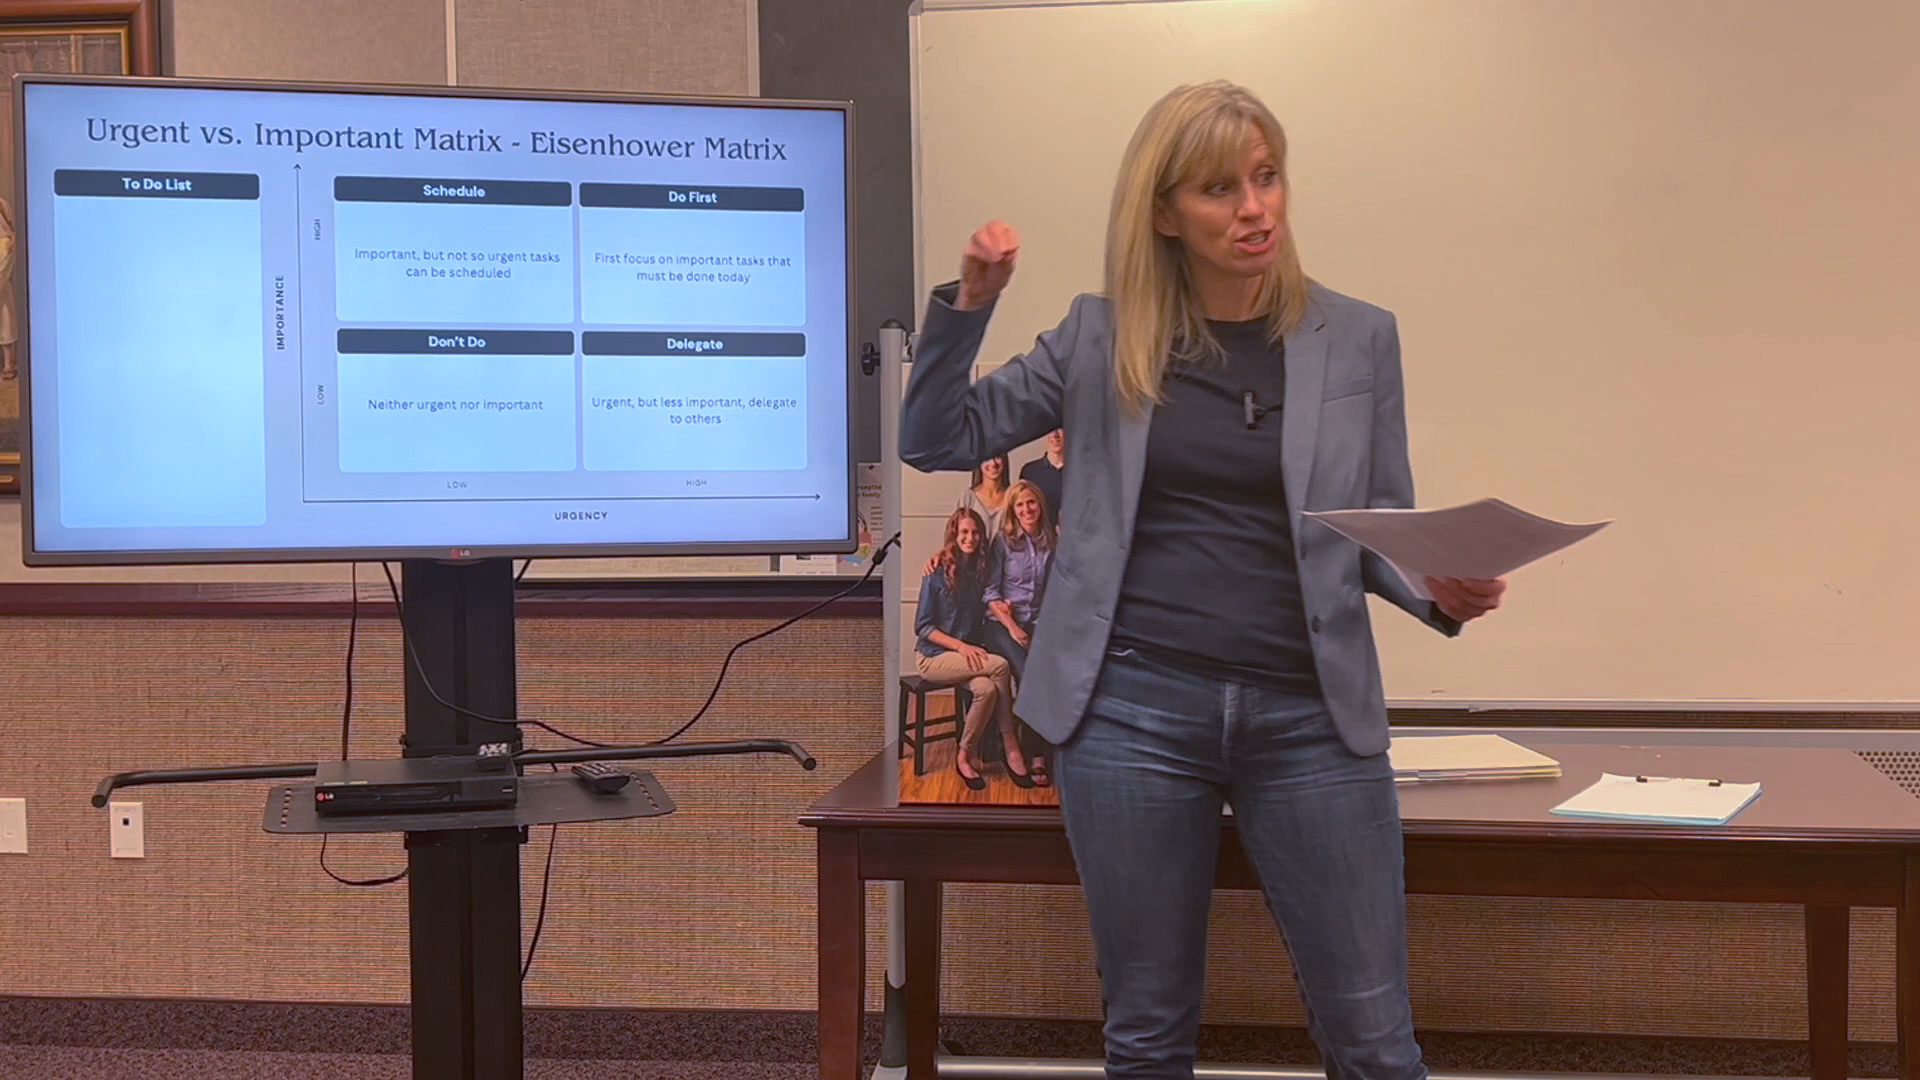 Urgent vs. Important Matrix - Eisenhower Matrix
To Do List
Schedule
Do First
HIGH
Important, but not so urgent tasks
can be scheduled
First focus on important tasks that
must be done today
IMPORTANCE
Don't Do
Delegate
LOW
Neither urgent nor important
Urgent, but less important, delegate
to others
LOW
HIGH
URGENCY
LG
LG